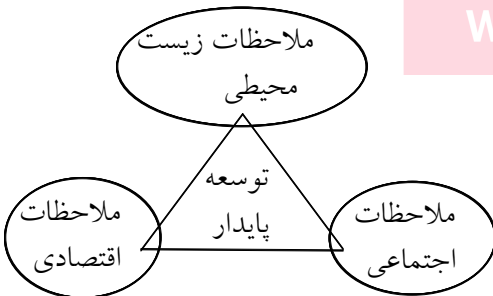 W
ملاحظات زیست
محیطی
توسعه
پایدار
ملاحظات
اجتماعی
ملاحظات
اقتصادی